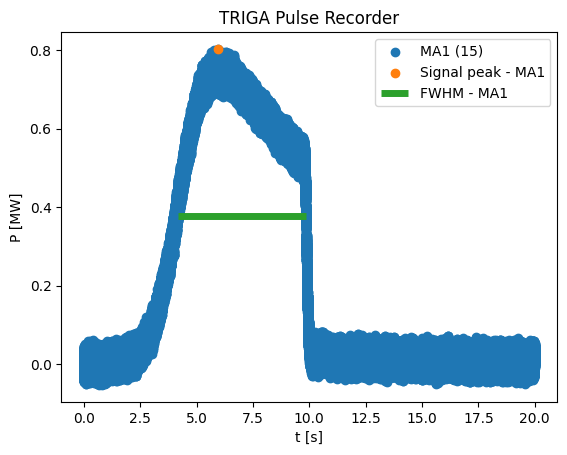 TRIGA Pulse Recorder
MA1 (15)
Signal peak - MA1
FWHM - MA1
P [MW]
0.8
0.6
0.4
0.2
0.0
0.0 2.5 5.0 7.5 10.0 12.5 15.0 17.5 20.0
t [s]